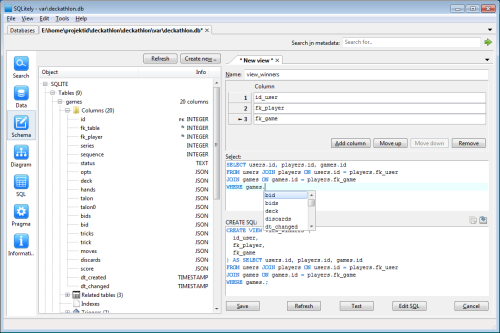 SQLitely - var\deckathlon.db
File View Edit Tools Help
Databases E:\home\projektid\deckathlon\deckathlon\var\deckathlon.db*
Search in metadata: Search for...
Refresh Create new ..
* New view *
Object Info
Name: view_winners
SQLITE
Tables (9)
games 20 columns
Columns (20)
id INTEGER
fk_table INTEGER
fk_player INTEGER
series INTEGER
sequence INTEGER
status TEXT
opts JSON
deck JSON
hands JSON
talon JSON
talon0 JSON
bids JSON
bid JSON
tricks JSON
trick JSON
moves JSON
discards JSON
score JSON
dt_created TIMESTAMP
dt_changed TIMESTAMP
Related tables (3)
Indexes
Triggers
Search
Data
Schema
Diagram
SQL
Pragma
Informati...
Column
1 id_user
2 fk_player
3 fk_game
Add column Move up Move down Remove
Select:
SELECT users.id, players.id, games.id
FROM users JOIN players ON users.id = players.fk_user
JOIN games ON games.id = players.fk_game
WHERE games.
bid
bids
deck
discards
dt_changed
CREATE SQL:
CREATE VIEW
id_user,
fk_player,
fk_game
) AS SELECT users.id, players.id, games.id
FROM users JOIN players ON users.id = players.fk_user
JOIN games ON games.id = players.fk_game
WHERE games.;
Save Refresh Test Edit SQL Cancel